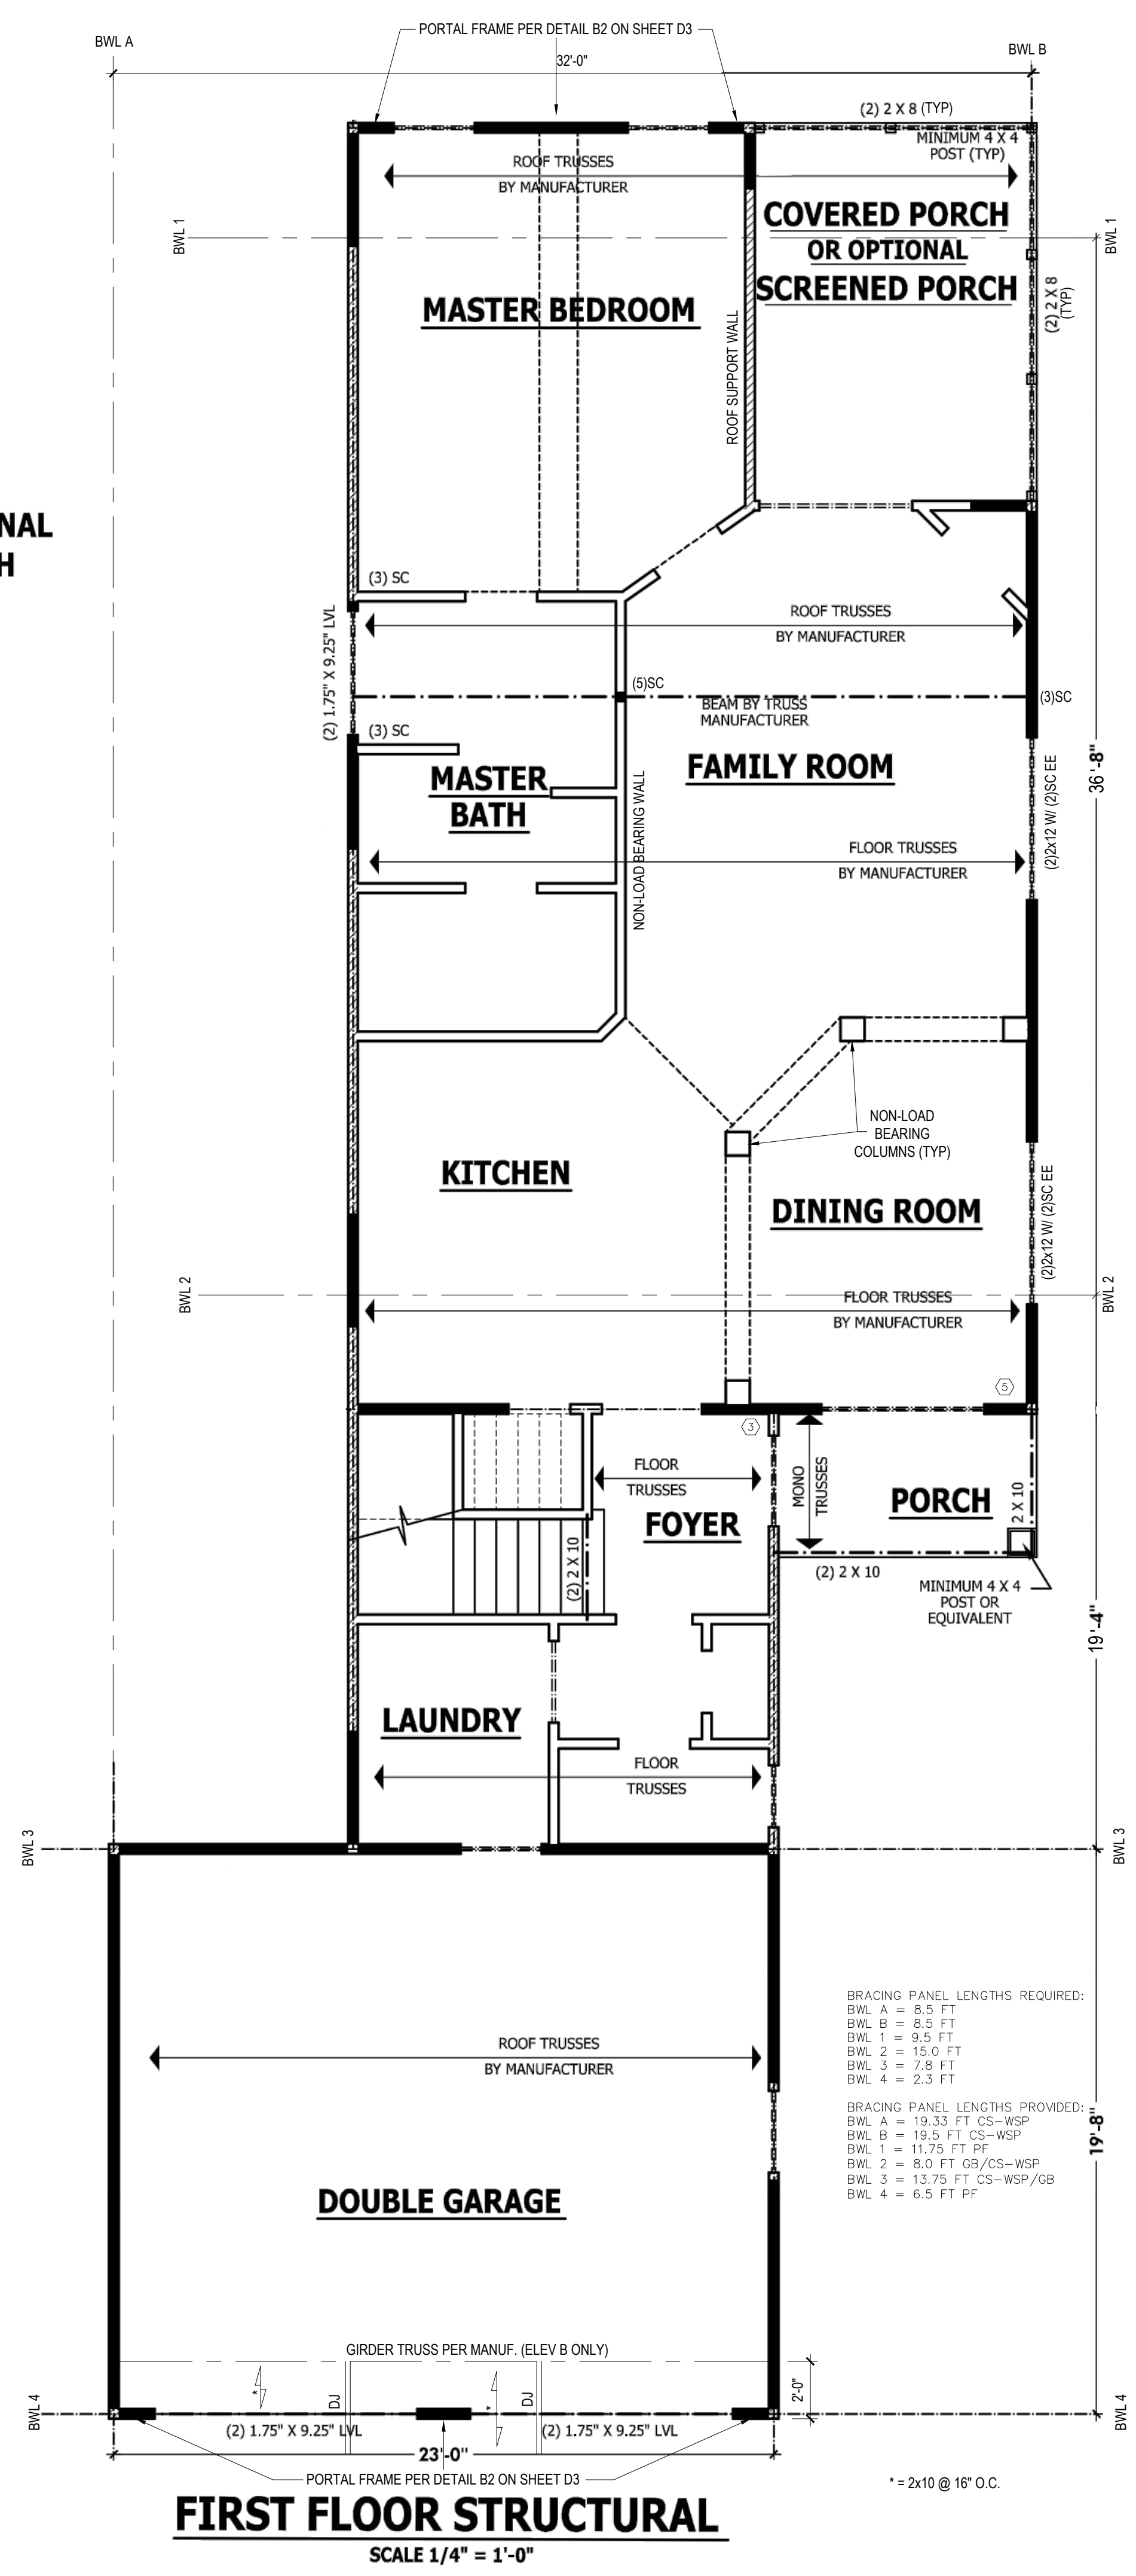 PORTAL FRAME PER DETAIL B2 ON SHEET D3
BWL A
BWL B
32'-0"
(2) 2 X 8 (TYP)
MINIMUM 4 X 4
POST (TYP)
ROOF TRUSSES
BY MANUFACTURER
COVERED PORCH
OR OPTIONAL
SCREENED PORCH
BWL 1
BWL 1
MASTER BEDROOM
(2) 2 X 8
(TYP)
ROOF SUPPORT WALL
NAL
H
(3) SC
ROOF TRUSSES
BY MANUFACTURER
(2) 1.75" X 9.25" LVL
(5)SC
(3)SC
BEAM BY TRUSS
MANUFACTURER
(3) SC
MASTER
BATH
FAMILY ROOM
36'-8"
NON-LOAD BEARING WALL
(2)2x12 W/ (2)SC EE
FLOOR TRUSSES
BY MANUFACTURER
NON-LOAD
BEARING
COLUMNS (TYP)
KITCHEN
DINING ROOM
(2)2x12 W/ (2)SC EE
BWL 2
BWL 2
FLOOR TRUSSES
BY MANUFACTURER
5
3
FLOOR
TRUSSES
MONO
TRUSSES
PORCH
2 X 10
FOYER
(2) 2 X 10
(2) 2 X 10
MINIMUM 4 X 4
POST OR
EQUIVALENT
19'-4"
LAUNDRY
FLOOR
TRUSSES
BWL 3
BWL 3
BRACING PANEL LENGTHS REQUIRED:
BWL A = 8.5 FT
BWL B = 8.5 FT
BWL 1 = 9.5 FT
BWL 2 = 15.0 FT
BWL 3 = 7.8 FT
BWL 4 = 2.3 FT
BRACING PANEL LENGTHS PROVIDED:
BWL A = 19.33 FT CS-WSP
BWL B = 19.5 FT CS-WSP
BWL 1 = 11.75 FT PF
BWL 2 = 8.0 FT GB/CS-WSP
BWL 3 = 13.75 FT CS-WSP/GB
BWL 4 = 6.5 FT PF
19'-8"
ROOF TRUSSES
BY MANUFACTURER
DOUBLE GARAGE
GIRDER TRUSS PER MANUF. (ELEV B ONLY)
*
DJ
*
DJ
2'-0"
BWL 4
BWL 4
(2) 1.75" X 9.25" LVL
(2) 1.75" X 9.25" LVL
23'-0"
PORTAL FRAME PER DETAIL B2 ON SHEET D3
* = 2x10 @ 16" O.C.
FIRST FLOOR STRUCTURAL
SCALE 1/4" = 1'-0"